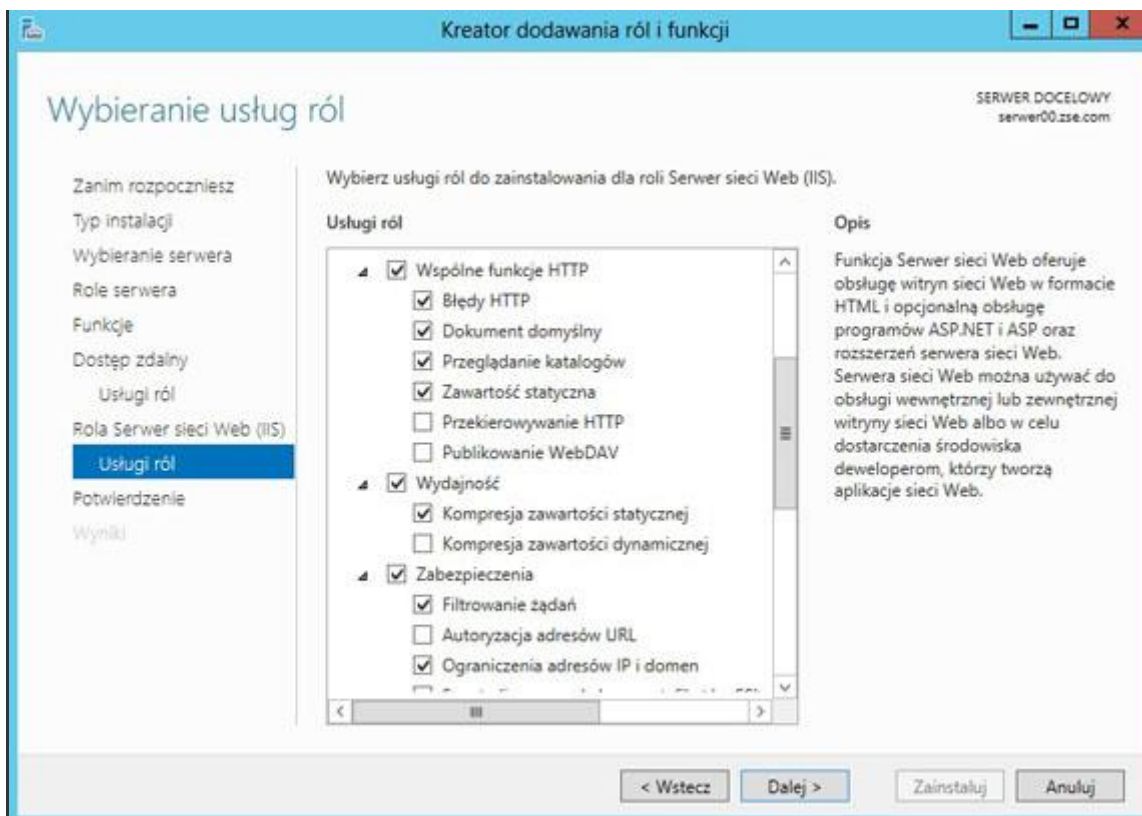 Kreator dodawania ról i funkcji
Wybieranie usług ról
SERWER DOCELOWY
serwer00.zse.com
Zanim rozpoczniesz
Typ instalacji
Wybieranie serwera
Role serwera
Funkcje
Dostęp zdalny
Usługi ról
Rola Serwer sieci Web (IIS)
Usługi ról
Potwierdzenie
Wyniki
Wybierz usługi ról do zainstalowania dla roli Serwer sieci Web (IIS).
Usługi ról
Wspólne funkcje HTTP
Błędy HTTP
Dokument domyślny
Przeglądanie katalogów
Zawartość statyczna
Przekierowywanie HTTP
Publikowanie WebDAV
Wydajność
Kompresja zawartości statycznej
Kompresja zawartości dynamicznej
Zabezpieczenia
Filtrowanie żądań
Autoryzacja adresów URL
Ograniczenia adresów IP i domen
Opis
Funkcja Serwer sieci Web oferuje
obsługę witryn sieci Web w formacie
HTML i opcjonalną obsługę
programów ASP.NET i ASP oraz
rozszerzeń serwera sieci Web.
Serwera sieci Web można używać do
obsługi wewnętrznej lub zewnętrznej
witryny sieci Web albo w celu
dostarczenia środowiska
deweloperom, którzy tworzą
aplikacje sieci Web.
< Wstecz
Dalej >
Zainstaluj
Anuluj